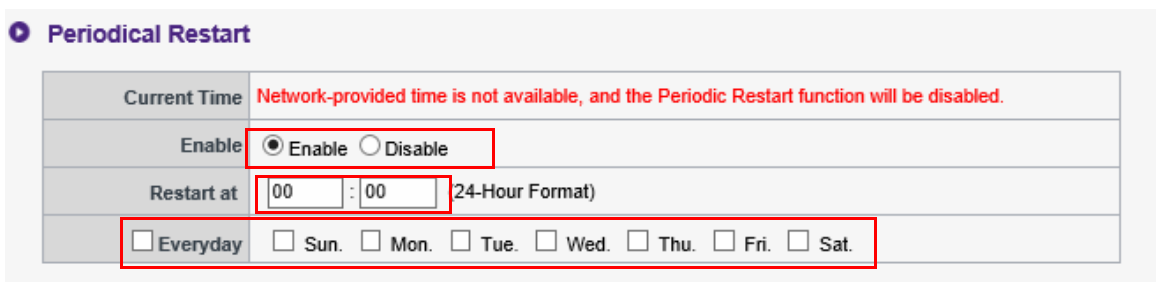 Periodical Restart
Current Time Network-provided time is not available, and the Periodic Restart function will be disabled.
Enable Enable Disable
Restart at 00 : 00 (24-Hour Format)
Everyday Sun. Mon. Tue. Wed. Thu. Fri. Sat.